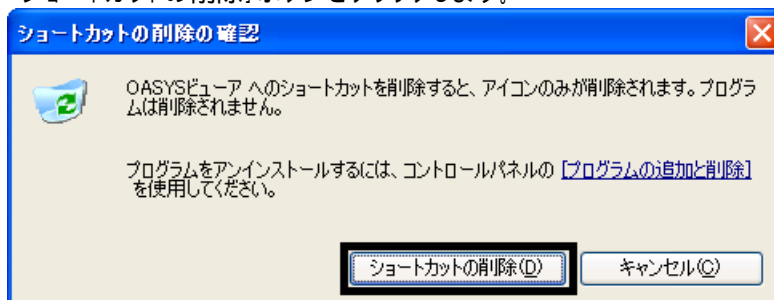 ショートカットの削除の確認
OASYSビューア へのショートカットを削除すると、アイコンのみが削除されます。プログラ
ムは削除されません。
プログラムをアンインストールするには、コントロールパネルの [プログラムの追加と削除]
を使用してください。
ショートカットの削除(D)
キャンセル(C)